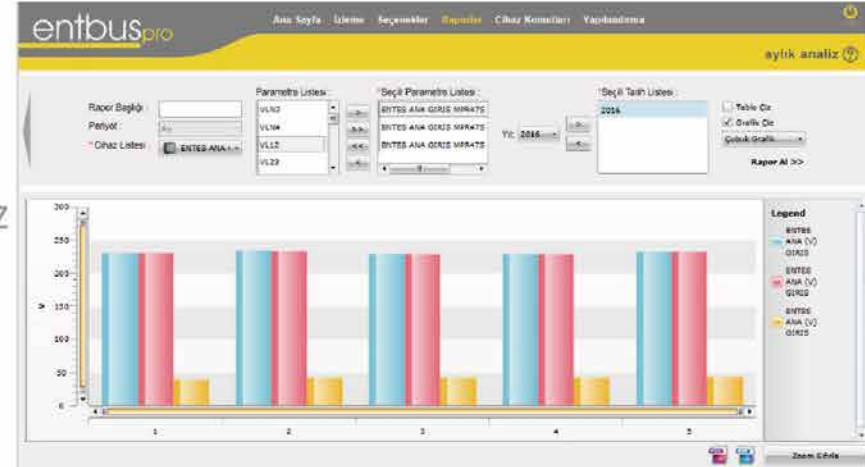 entbuspro
Ana Sayfa İzleme Seçenekler Raporlar Cihaz Komutları Yapılandırma
aylık analiz ?
Rapor Başlığı :
Periyot : Ay
*Cihaz Listesi : ENTES ANA
Parametre Listesi :
VLN3
VLN4
VL12
VL23
>
>>
<<
<
*Seçili Parametre Listesi :
ENTES ANA GIRIS MPR47S
ENTES ANA GIRIS MPR47S
ENTES ANA GIRIS MPR47S
Yıl: 2016
>
<
*Seçili Tarih Listesi :
2016
Tablo Çiz
Grafik Çiz
Çubuk Grafik
Rapor Al >>
Z
300
250
200
150
100
50
0
V
1 2 3 4 5
Legend
ENTES
ANA (V)
GIRIS
ENTES
ANA (V)
GIRIS
ENTES
ANA (V)
GIRIS
Zoom Sıfırla